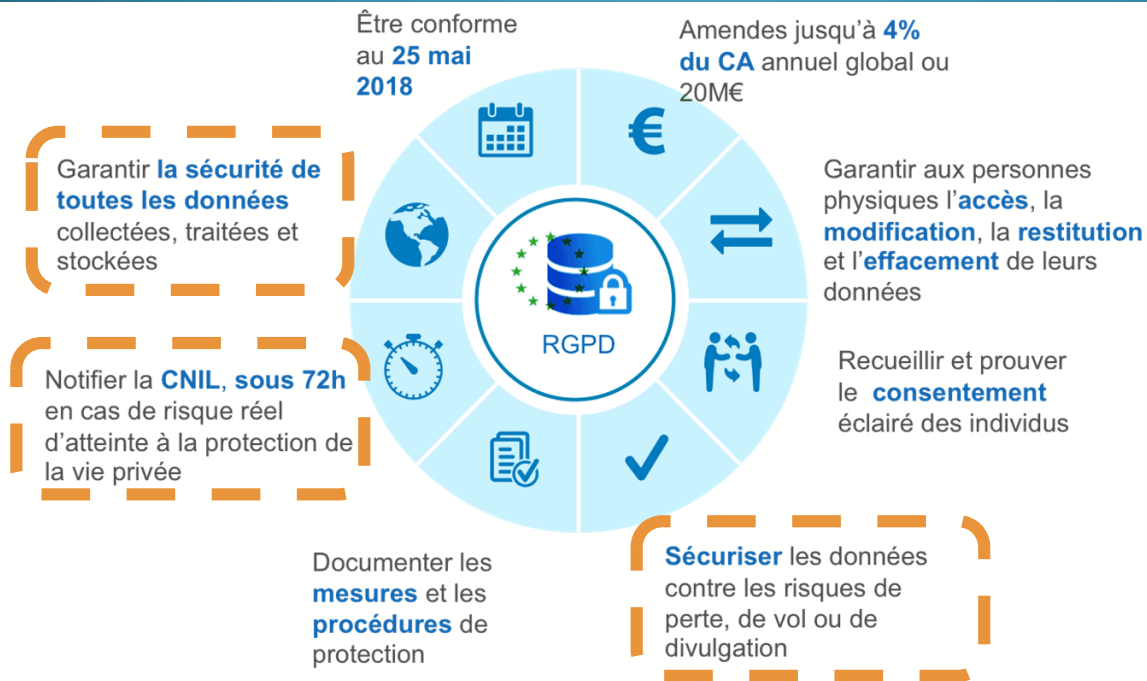 Être conforme
au 25 mai
2018
Amendes jusqu’à 4%
du CA annuel global ou
20M€
€
Garantir la sécurité de
toutes les données
collectées, traitées et
stockées
Garantir aux personnes
physiques l’accès, la
modification, la restitution
et l’effacement de leurs
données
RGPD
Notifier la CNIL, sous 72h
en cas de risque réel
d’atteinte à la protection de
la vie privée
Recueillir et prouver
le consentement
éclairé des individus
Documenter les
mesures et les
procédures de
protection
Sécuriser les données
contre les risques de
perte, de vol ou de
divulgation